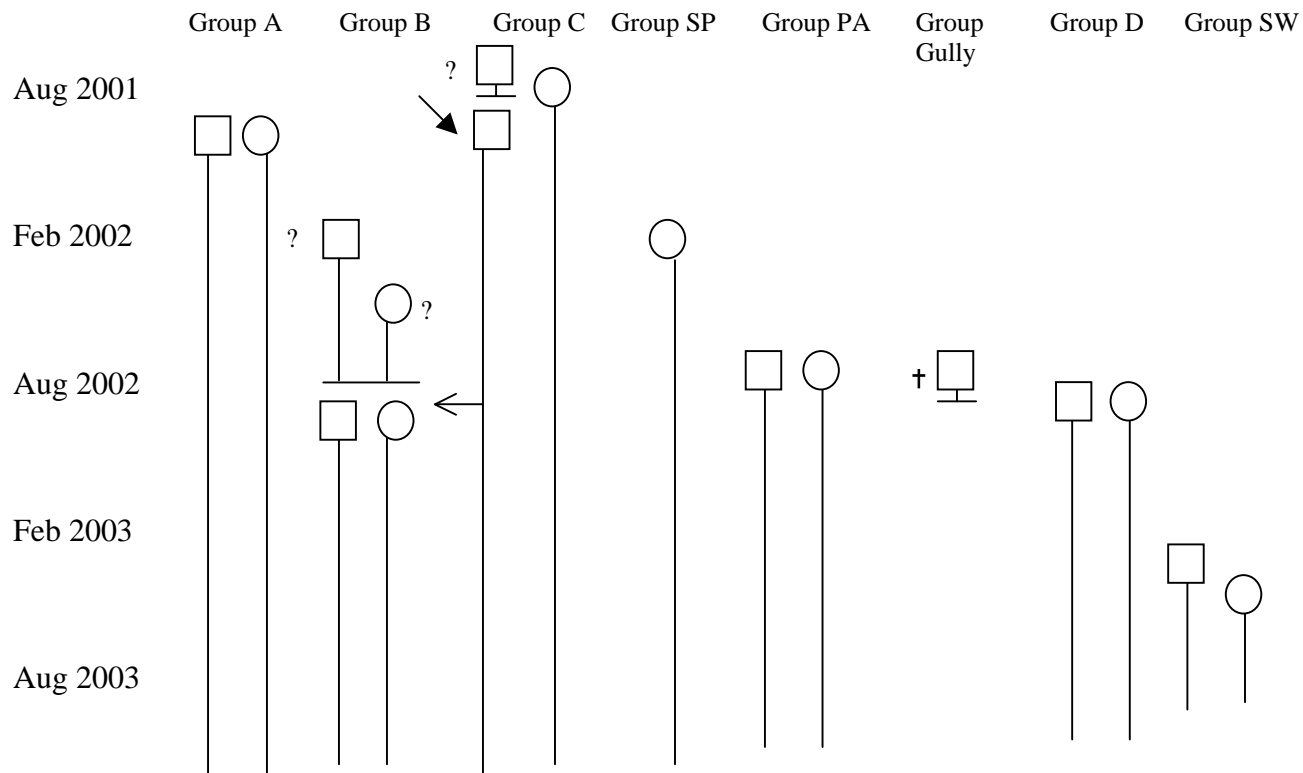 Group A Group B Group C Group SP Group PA Group Group D Group SW
Gully
?
Aug 2001
Feb 2002
?
?
Aug 2002
†
Feb 2003
Aug 2003